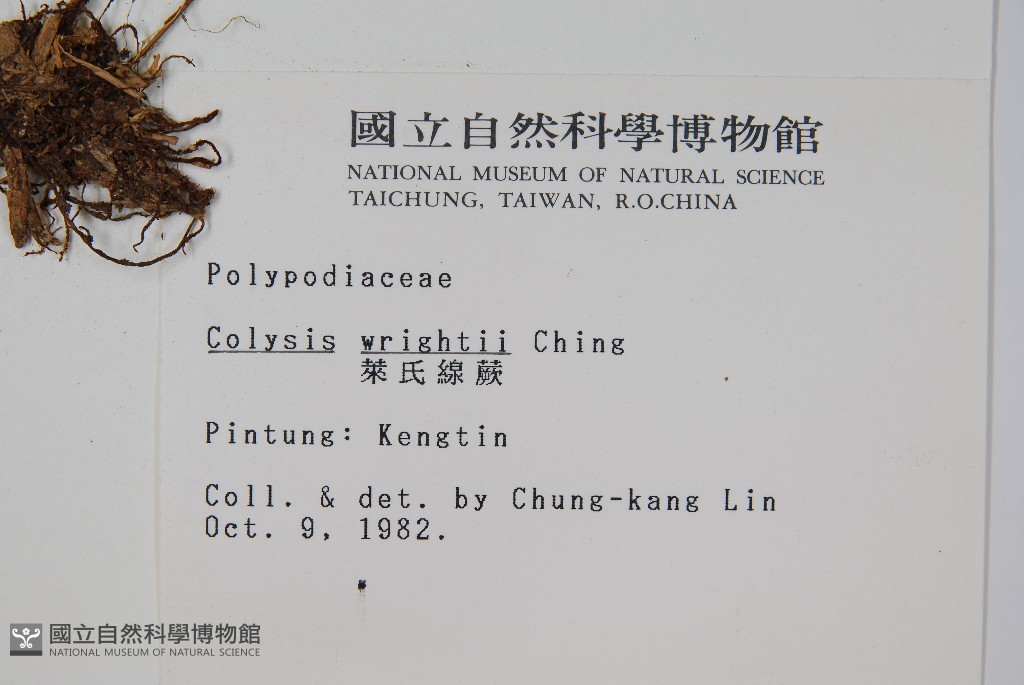 國立自然科學博物館
NATIONAL MUSEUM OF NATURAL SCIENCE
TAICHUNG, TAIWAN, R.O.CHINA
Polypodiaceae
Colysis wrightii Ching
萊氏線蕨
Pintung: Kengtin
Coll. & det. by Chung-kang Lin
Oct. 9, 1982.
國立自然科學博物館
NATIONAL MUSEUM OF NATURAL SCIENCE